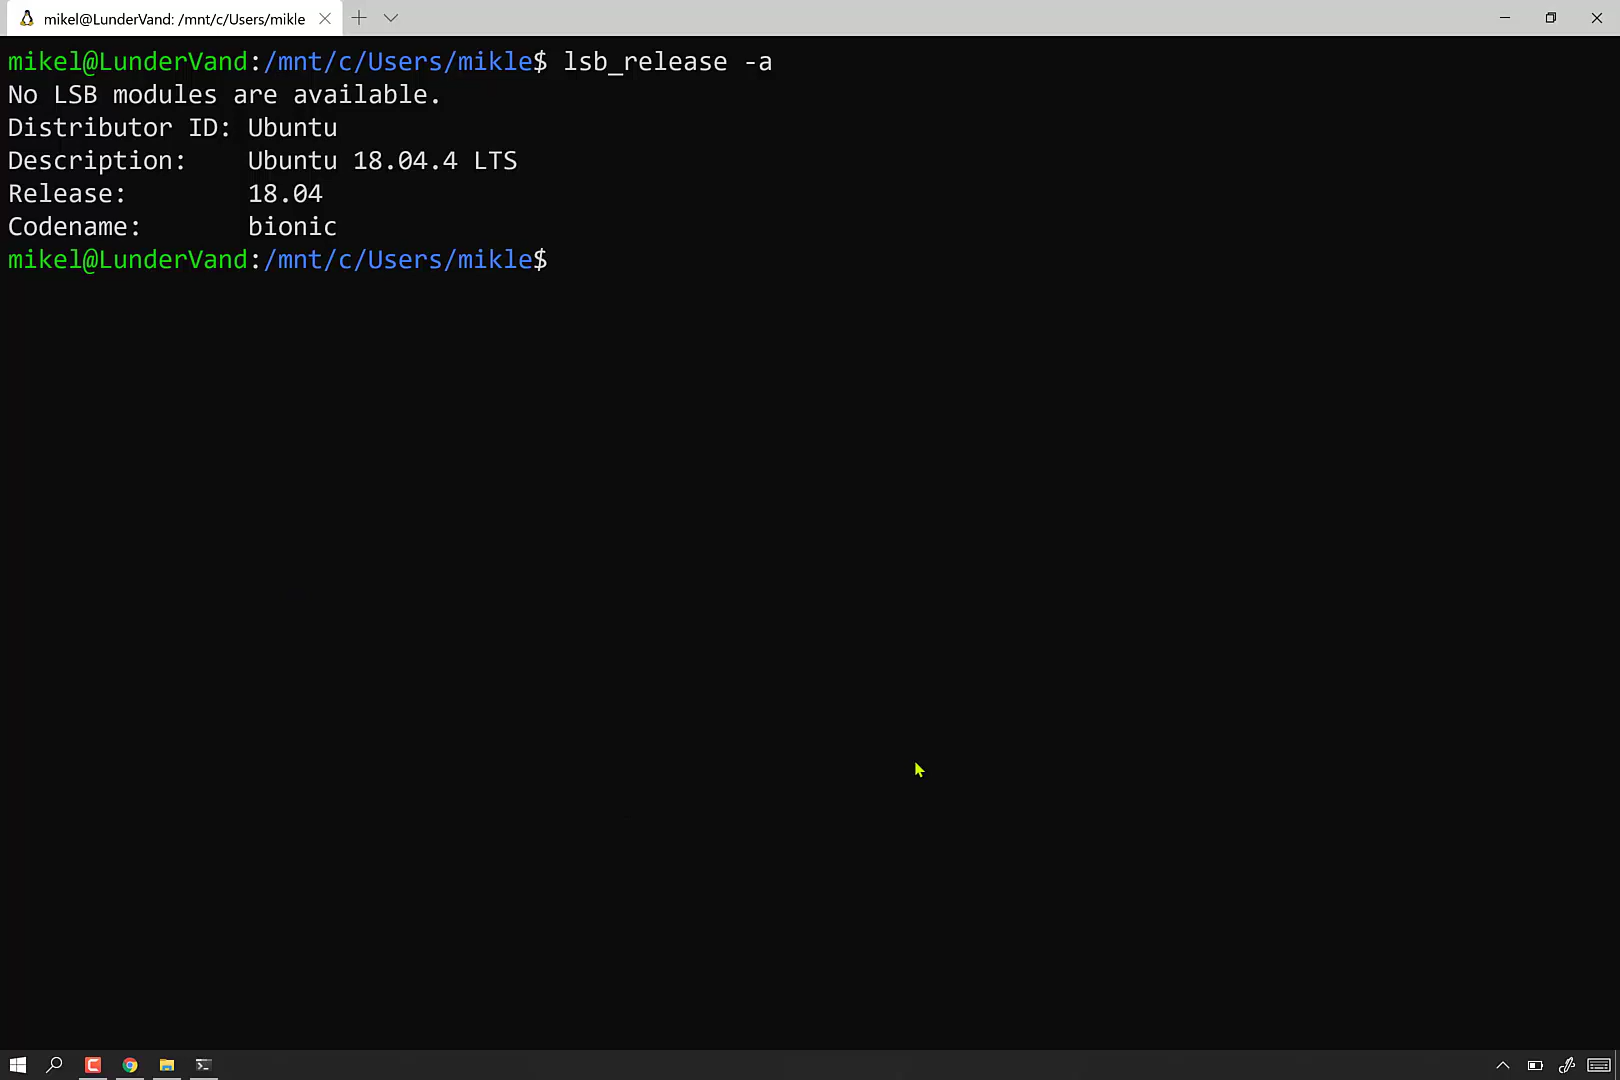 mikel@LunderVand: /mnt/c/Users/mikle
mikel@LunderVand:/mnt/c/Users/mikle$ lsb_release -a
No LSB modules are available.
Distributor ID: Ubuntu
Description:    Ubuntu 18.04.4 LTS
Release:        18.04
Codename:       bionic
mikel@LunderVand:/mnt/c/Users/mikle$